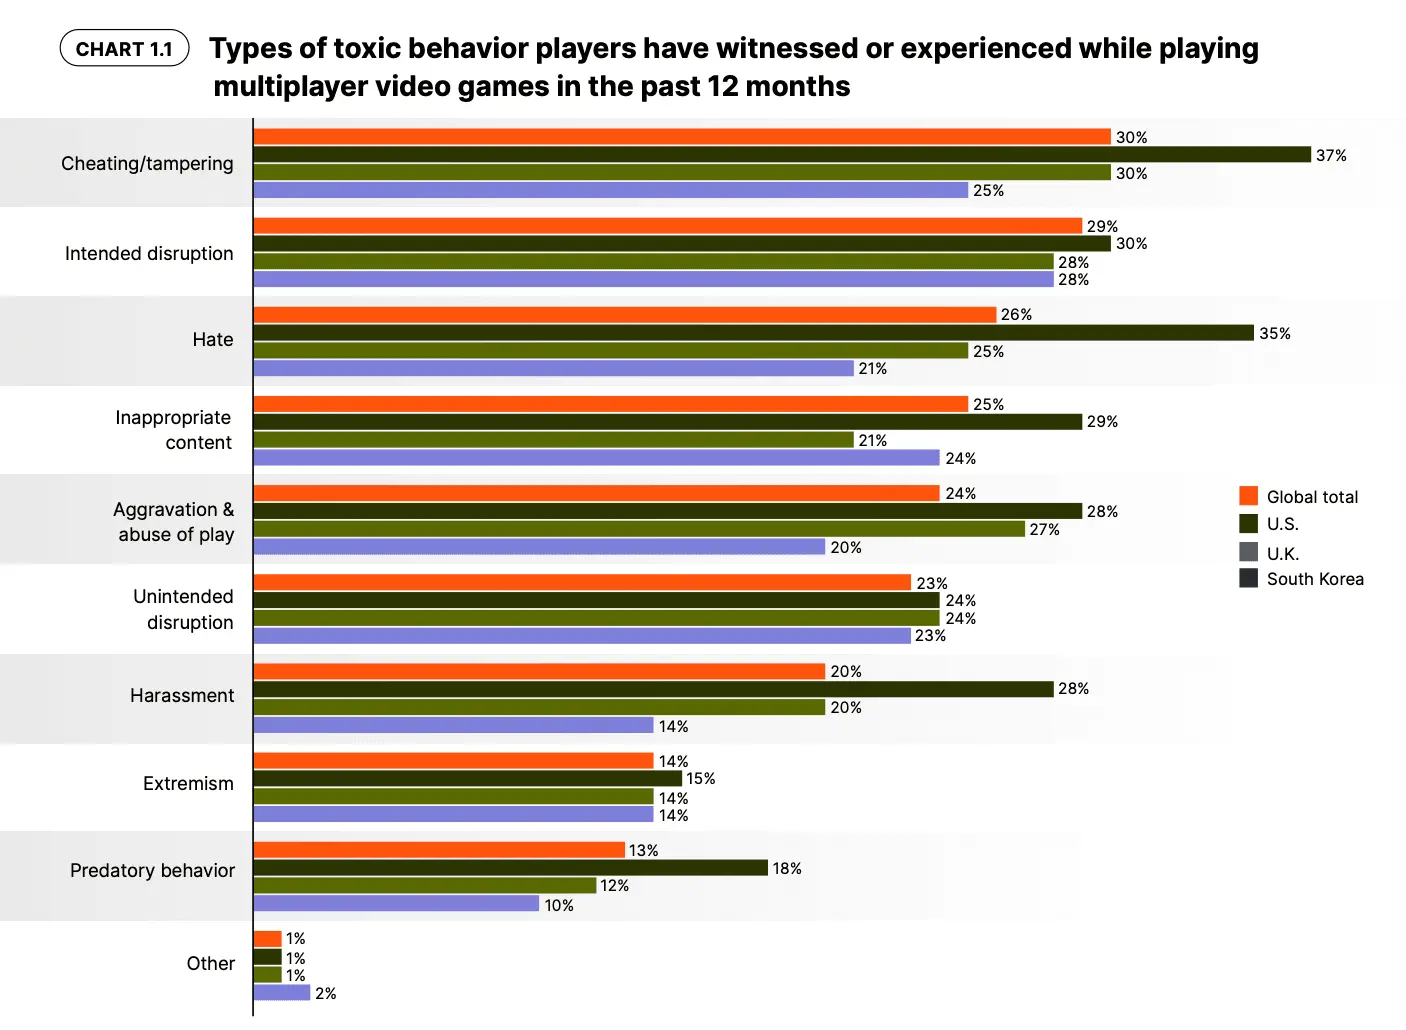 CHART 1.1
Types of toxic behavior players have witnessed or experienced while playing
multiplayer video games in the past 12 months
Cheating/tampering
30%
37%
30%
25%
Intended disruption
29%
30%
28%
28%
Hate
26%
35%
25%
21%
Inappropriate
content
25%
29%
21%
24%
Aggravation &
abuse of play
24%
28%
27%
20%
Unintended
disruption
23%
24%
24%
23%
Harassment
20%
28%
20%
14%
Extremism
14%
15%
14%
14%
Predatory behavior
13%
18%
12%
10%
Other
1%
1%
1%
2%
Global total
U.S.
U.K.
South Korea